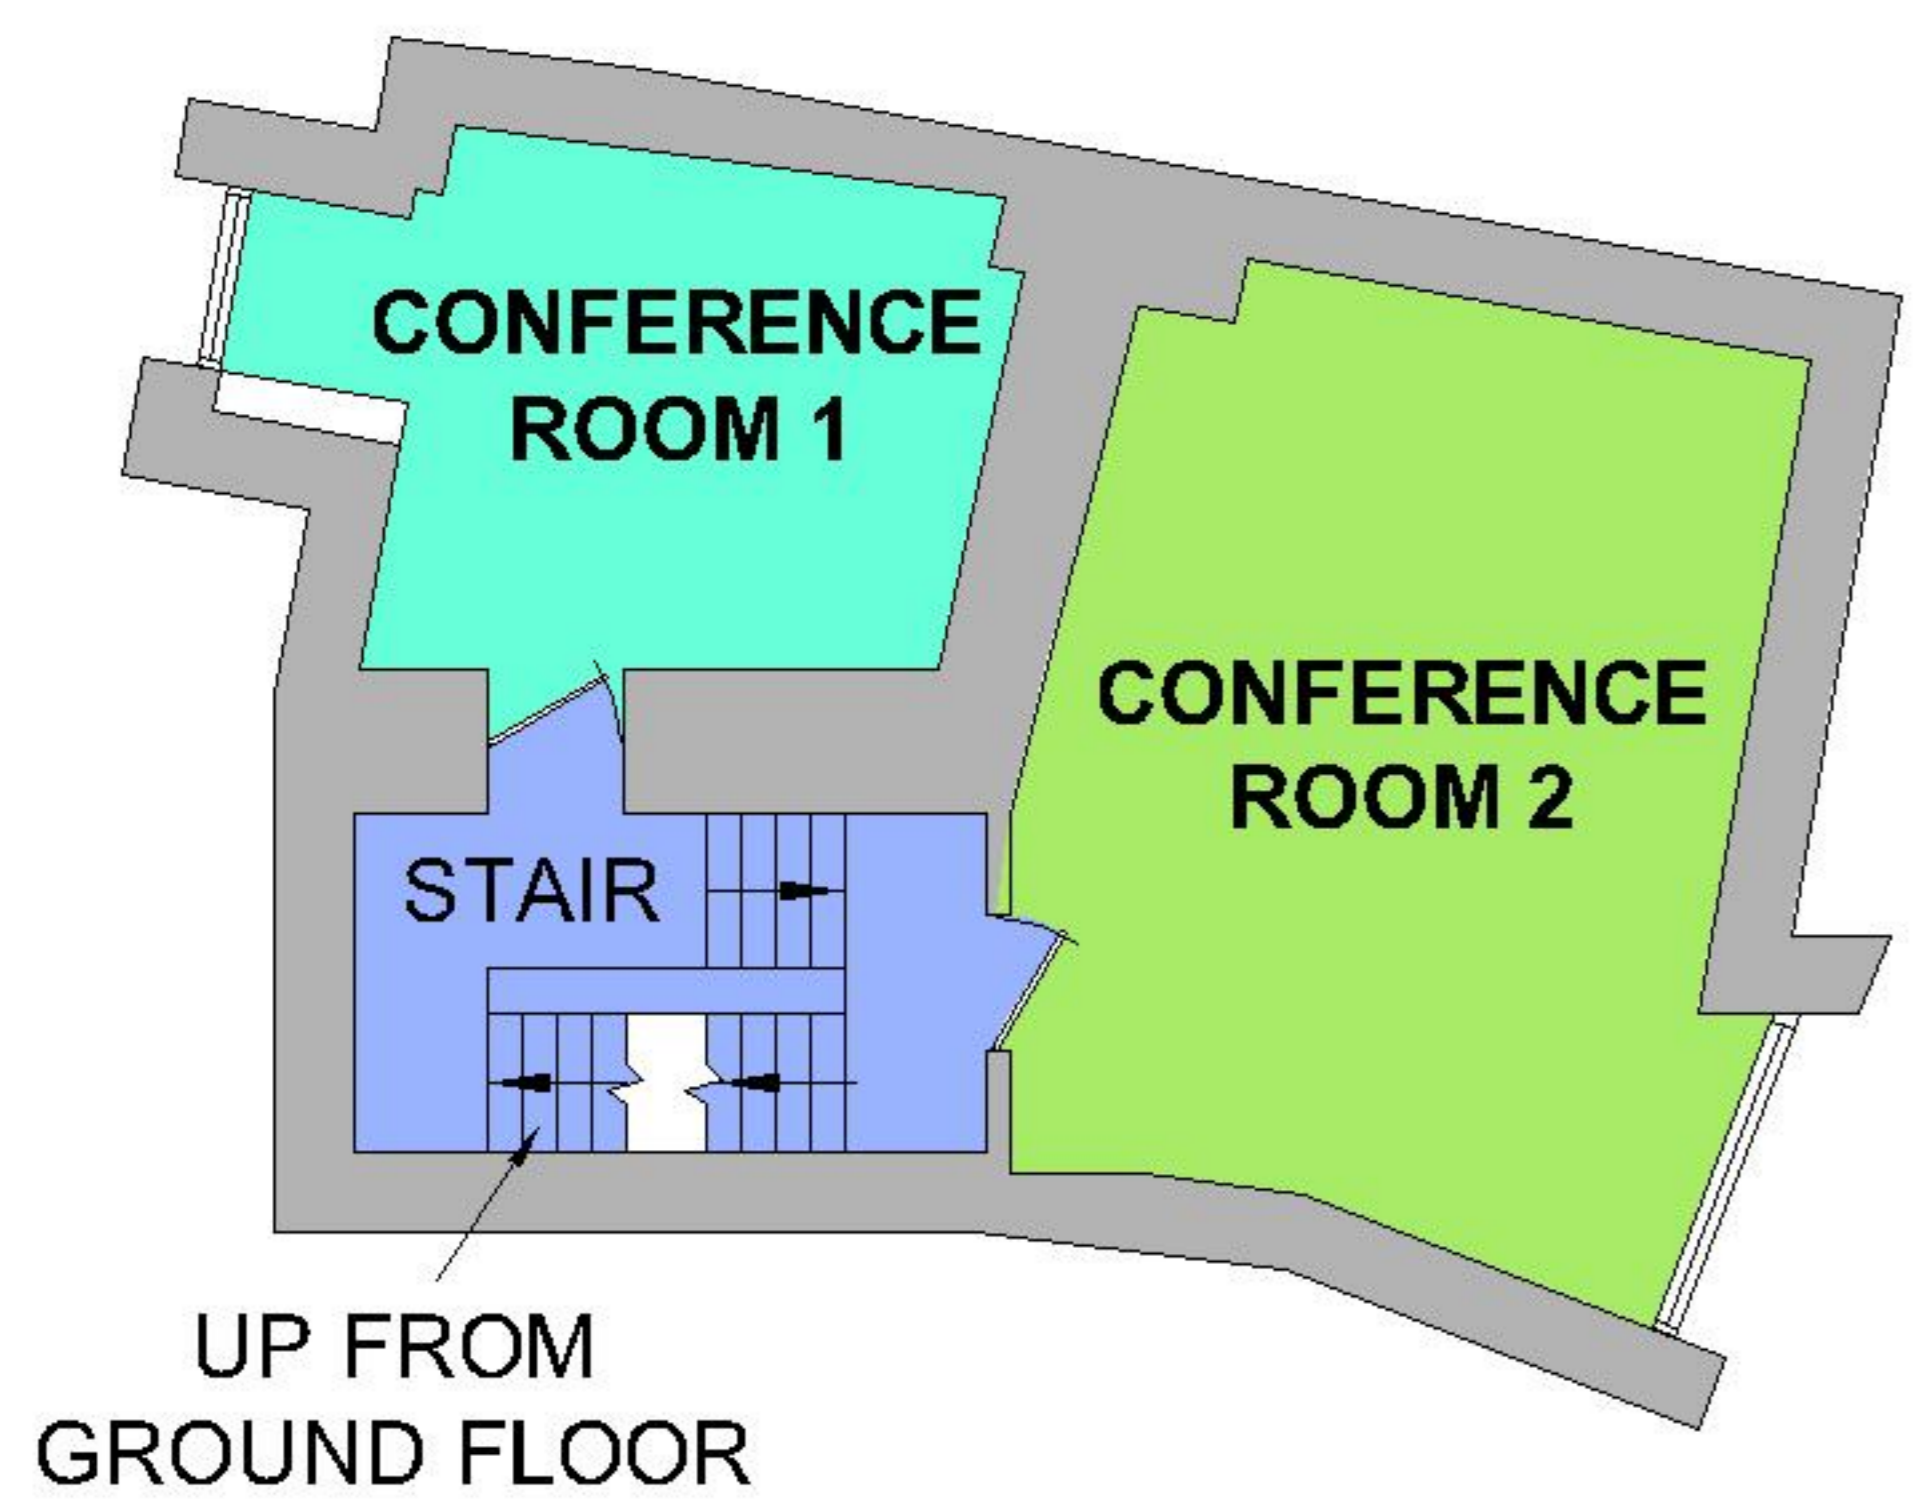 CONFERENCE
ROOM 1
CONFERENCE
ROOM 2
STAIR
UP FROM
GROUND FLOOR